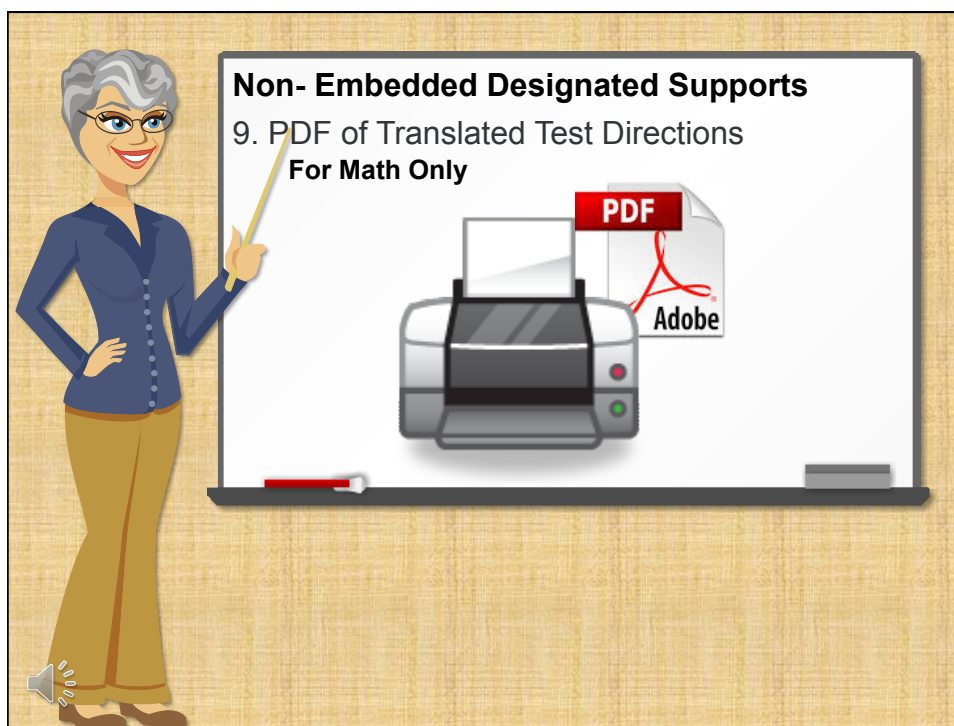 Non- Embedded Designated Supports
9. PDF of Translated Test Directions
For Math Only
PDF
Adobe